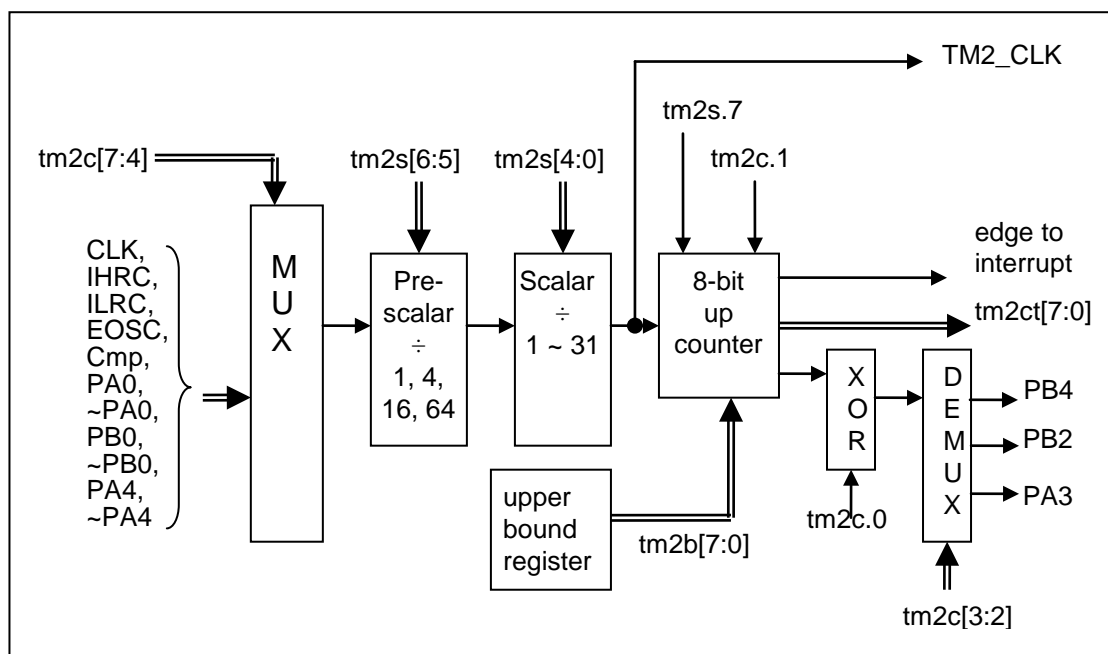 TM2_CLK
tm2s.7
tm2c[7:4]
tm2s[6:5]
tm2s[4:0]
tm2c.1
CLK,
IHRC,
ILRC,
EOSC,
Cmp,
PA0,
~PA0,
PB0,
~PB0,
PA4,
~PA4
M
U
X
Pre-
scalar
÷
1, 4,
16, 64
Scalar
÷
1 ~ 31
8-bit
up
counter
edge to
interrupt
tm2ct[7:0]
X
O
R
D
E
M
U
X
PB4
PB2
PA3
upper
bound
register
tm2b[7:0]
tm2c.0
tm2c[3:2]